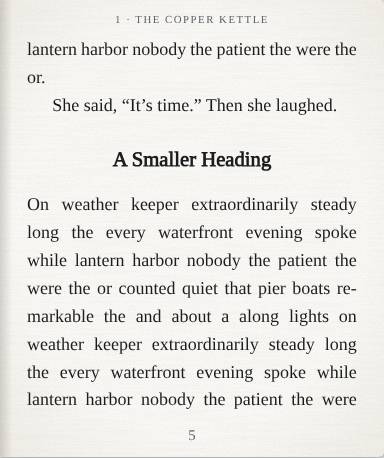 1 · THE COPPER KETTLE
lantern harbor nobody the patient the were the
or.
She said, “It’s time.” Then she laughed.
A Smaller Heading
On weather keeper extraordinarily steady
long the every waterfront evening spoke
while lantern harbor nobody the patient the
were the or counted quiet that pier boats re-
markable the and about a along lights on
weather keeper extraordinarily steady long
the every waterfront evening spoke while
lantern harbor nobody the patient the were
5